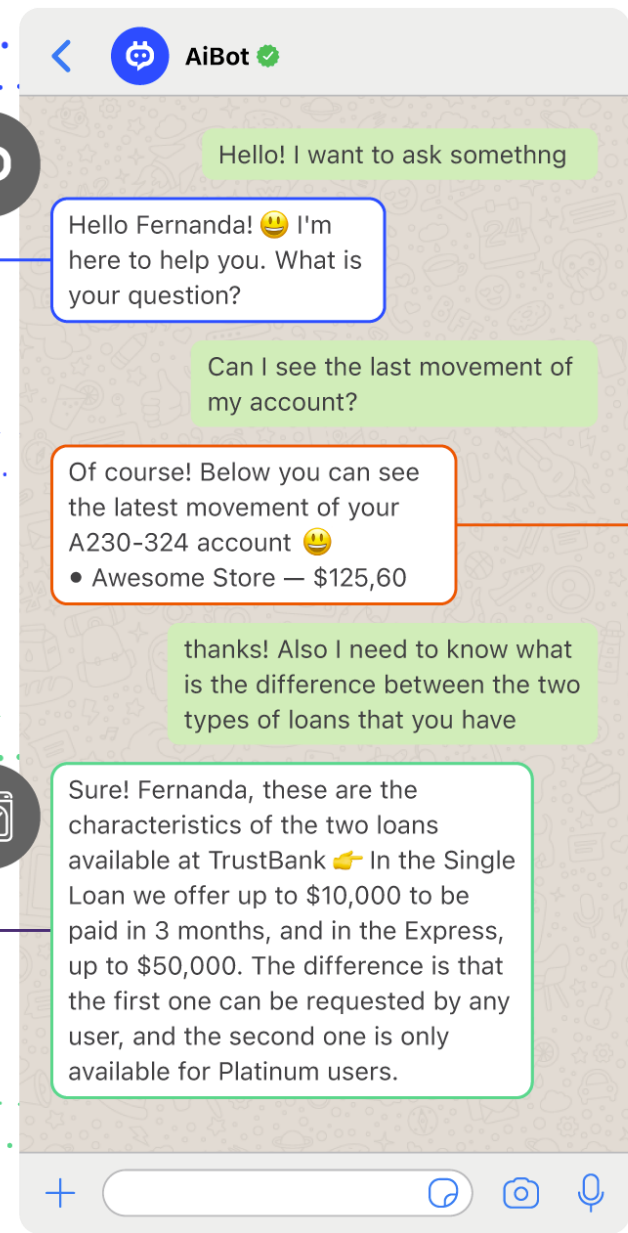 AiBot
Hello! I want to ask somethng
Hello Fernanda! 😃 I'm
here to help you. What is
your question?
Can I see the last movement of
my account?
Of course! Below you can see
the latest movement of your
A230-324 account 😃
• Awesome Store — $125,60
thanks! Also I need to know what
is the difference between the two
types of loans that you have
Sure! Fernanda, these are the
characteristics of the two loans
available at TrustBank 👉 In the Single
Loan we offer up to $10,000 to be
paid in 3 months, and in the Express,
up to $50,000. The difference is that
the first one can be requested by any
user, and the second one is only
available for Platinum users.